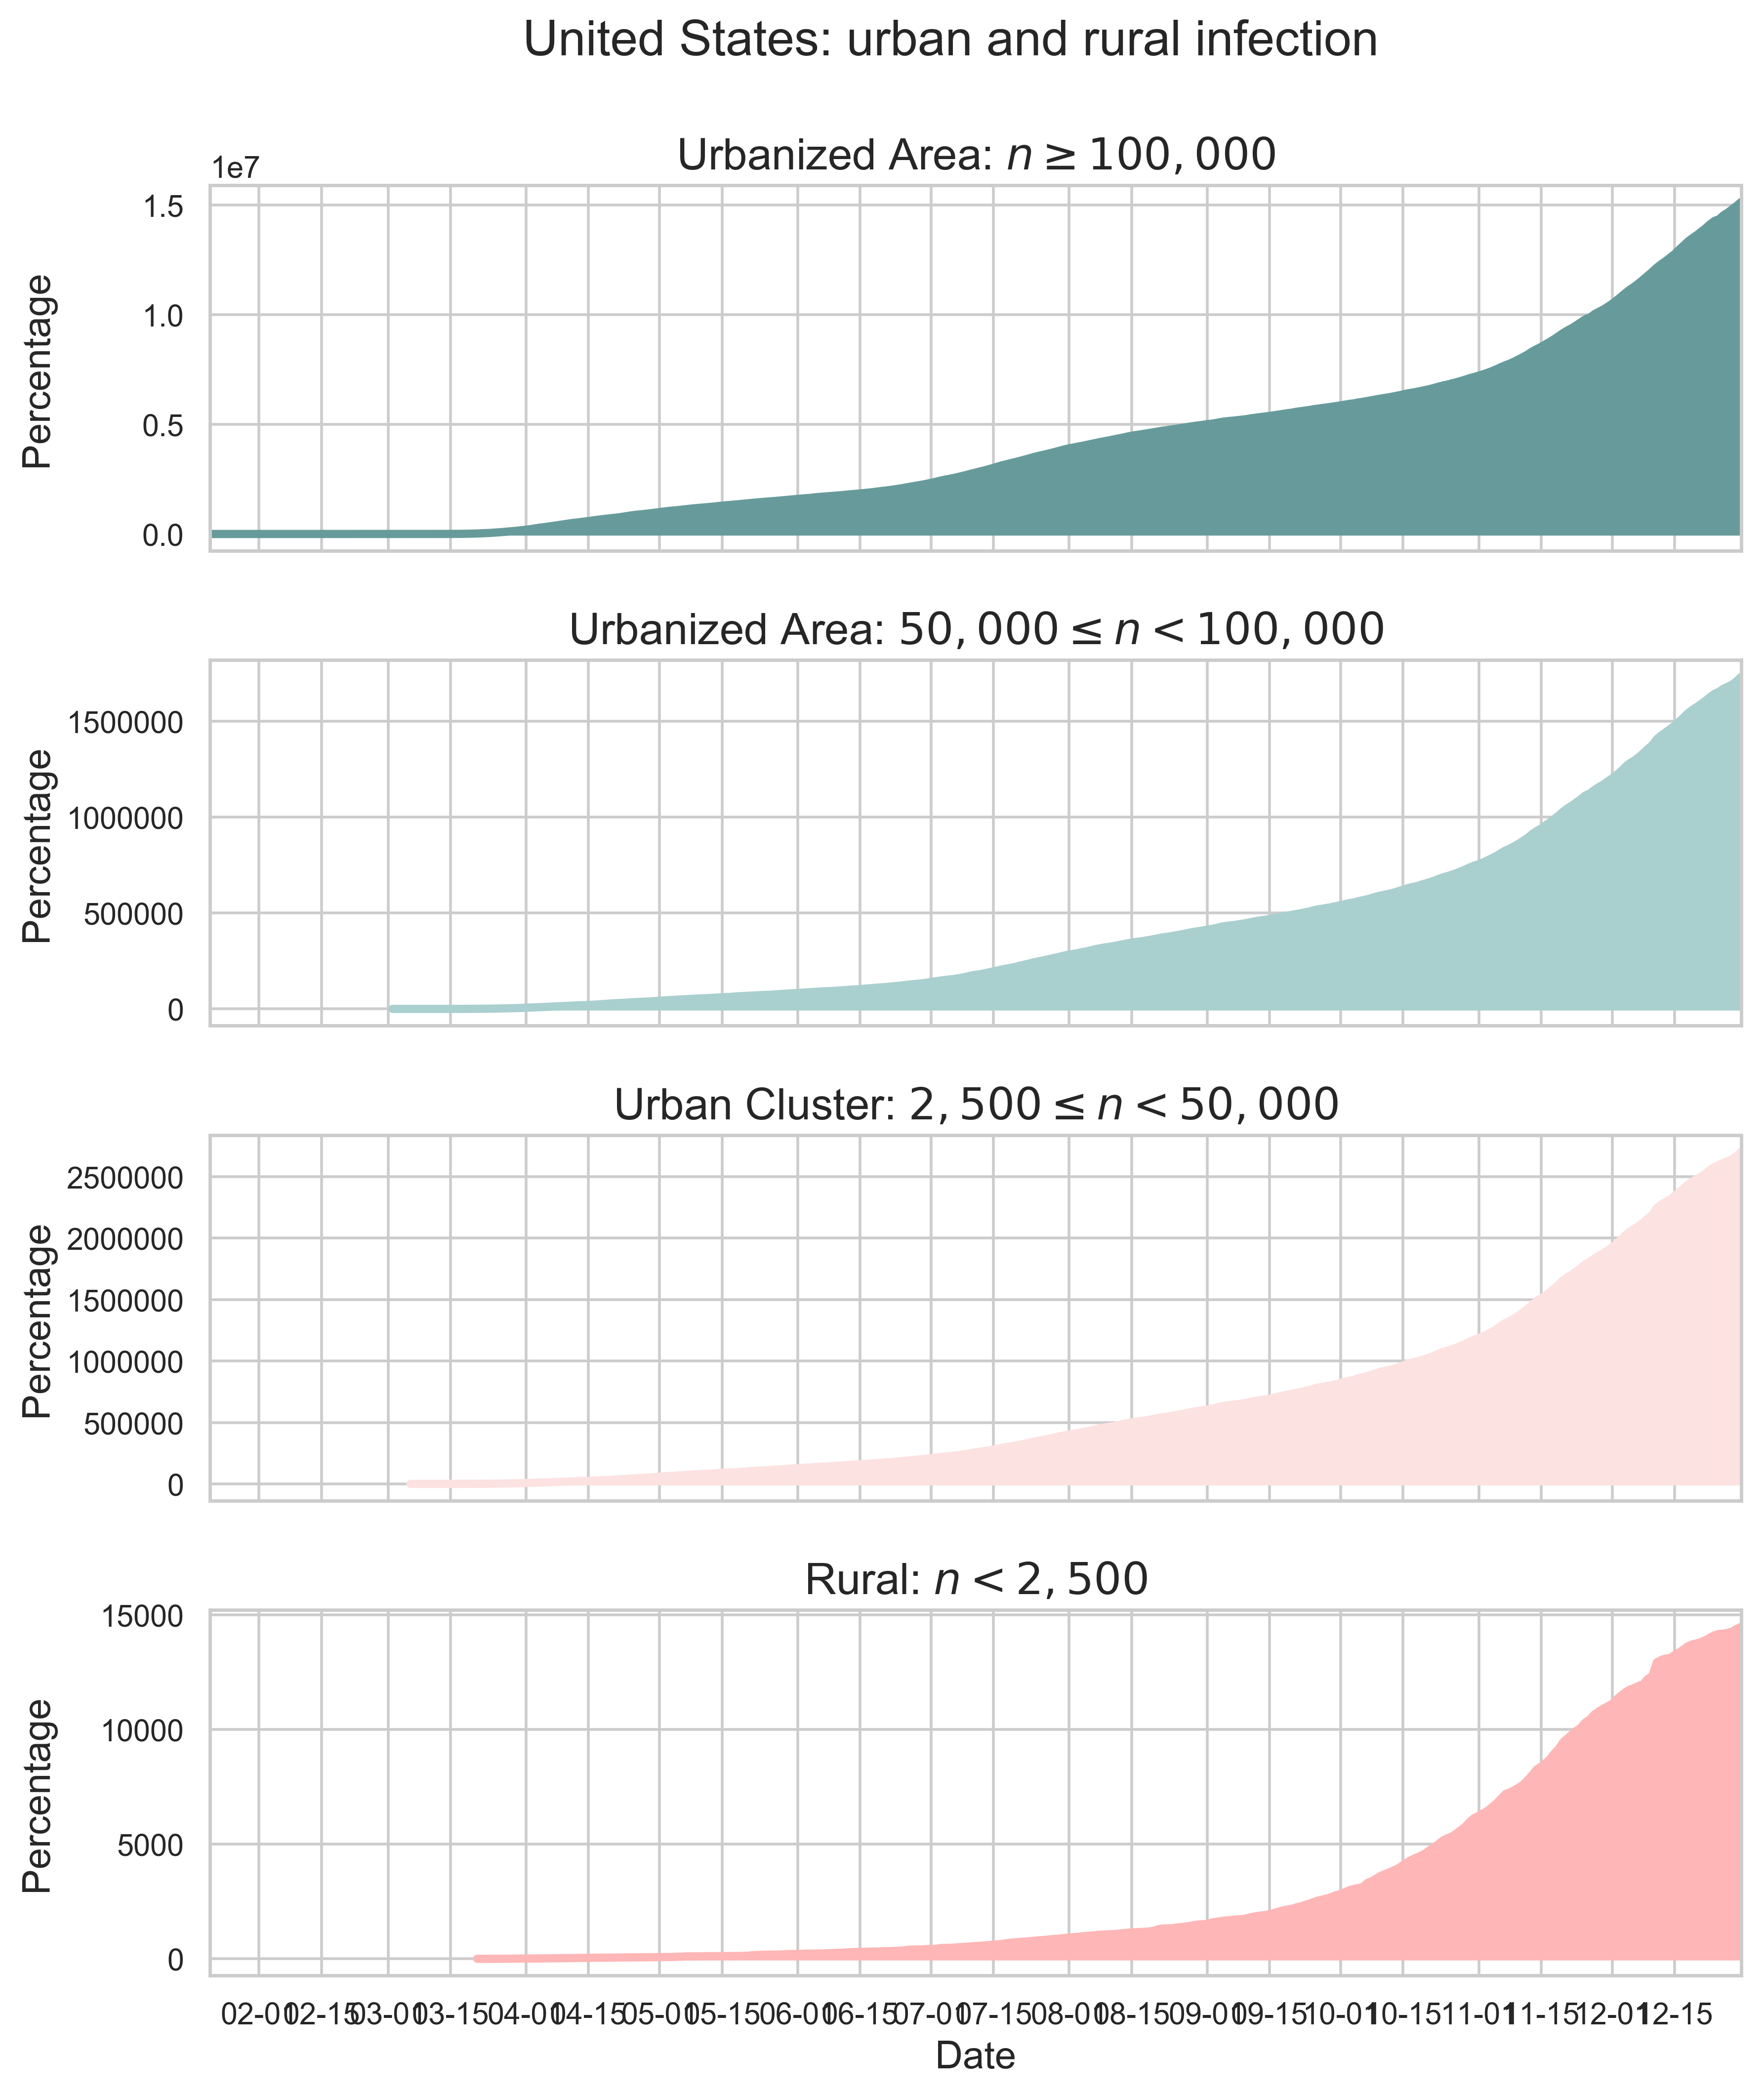 United States: urban and rural infection
Urbanized Area: n ≥ 100,000
1e7
1.5
1.0
0.5
0.0
Percentage
Urbanized Area: 50,000 ≤ n < 100,000
1500000
1000000
500000
0
Percentage
Urban Cluster: 2,500 ≤ n < 50,000
2500000
2000000
1500000
1000000
500000
0
Percentage
Rural: n < 2,500
15000
10000
5000
0
Percentage
02-01 02-15 03-01 03-15 04-01 04-15 05-01 05-15 06-01 06-15 07-01 07-15 08-01 08-15 09-01 09-15 10-01 10-15 11-01 11-15 12-01 12-15
Date